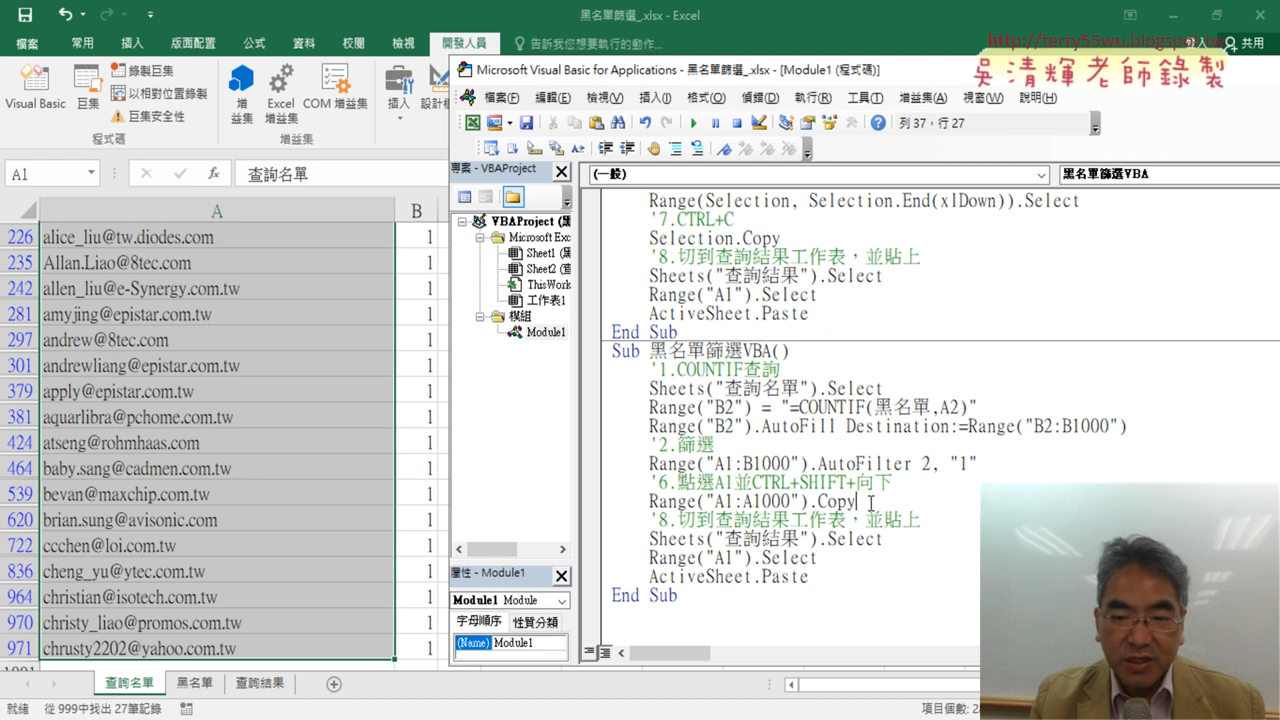 黑名單篩選_.xlsx - Excel
檔案 常用 插入 版面配置 公式 資料 校閱 檢視 開發人員 告訴我您想要執行的動作... 共用
http://terry55wu.blogspot.tw
吳清輝老師錄製
Visual Basic 巨集 錄製巨集 以相對位置錄製 巨集安全性
程式碼
增益集 Excel 增益集 COM 增益集
增益集
插入
A1 查詢名單
A B
226 alice_liu@tw.diodes.com 1
235 Allan.Liao@8tec.com 1
242 allen_liu@e-Synergy.com.tw 1
281 amyjing@epistar.com.tw 1
297 andrew@8tec.com 1
301 andrewliang@epistar.com.tw 1
379 apply@epistar.com.tw 1
381 aquarlibra@pchome.com.tw 1
424 atseng@rohmhaas.com 1
464 baby.sang@cadmen.com.tw 1
539 bevan@maxchip.com.tw 1
620 brian.sung@avisonic.com 1
722 ccchen@loi.com.tw 1
836 cheng_yu@ytec.com.tw 1
964 christian@isotech.com.tw 1
970 christy_liao@promos.com.tw 1
971 chrusty2202@yahoo.com.tw 1
查詢名單 黑名單 查詢結果
就緒 從 999中找出 27筆記錄
項目個數: 2
Microsoft Visual Basic for Applications - 黑名單篩選_.xlsx - [Module1 (程式碼)]
檔案(F) 編輯(E) 檢視(V) 插入(I) 格式(O) 偵錯(D) 執行(R) 工具(T) 增益集(A) 視窗(W) 說明(H)
列 37，行 27
專案 - VBAProject
VBAProject (黑
Microsoft Exc
Sheet1 (黑
Sheet2 (查
ThisWork
工作表1
模組
Module1
屬性 - Module1
Module1 Module
字母順序 性質分類
(Name) Module1
(一般) 黑名單篩選VBA
Range(Selection, Selection.End(xlDown)).Select
'7.CTRL+C
Selection.Copy
'8.切到查詢結果工作表，並貼上
Sheets("查詢結果").Select
Range("A1").Select
ActiveSheet.Paste
End Sub
Sub 黑名單篩選VBA()
'1.COUNTIF查詢
Sheets("查詢名單").Select
Range("B2") = "=COUNTIF(黑名單,A2)"
Range("B2").AutoFill Destination:=Range("B2:B1000")
'2.篩選
Range("A1:B1000").AutoFilter 2, "1"
'6.點選A1並CTRL+SHIFT+向下
Range("A1:A1000").Copy
'8.切到查詢結果工作表，並貼上
Sheets("查詢結果").Select
Range("A1").Select
ActiveSheet.Paste
End Sub